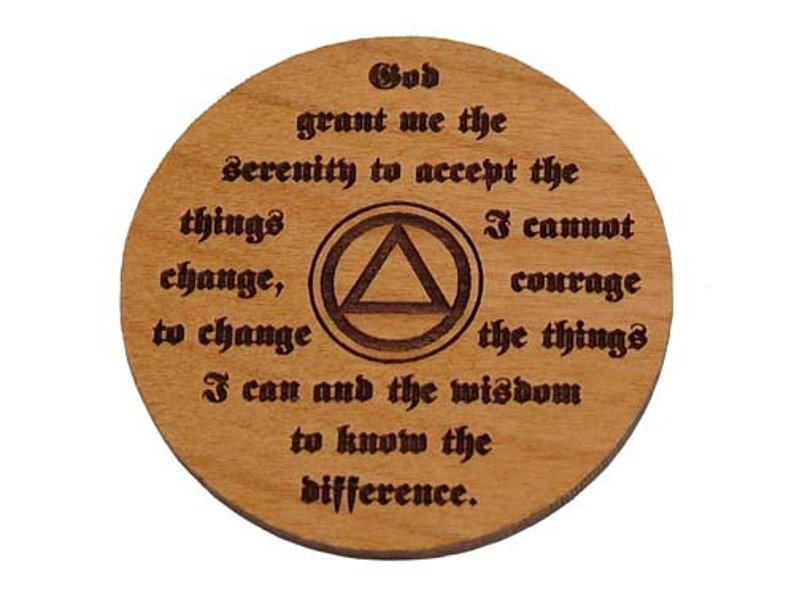 God
grant me the
serenity to accept the
things I cannot
change, courage
to change the things
I can and the wisdom
to know the
difference.